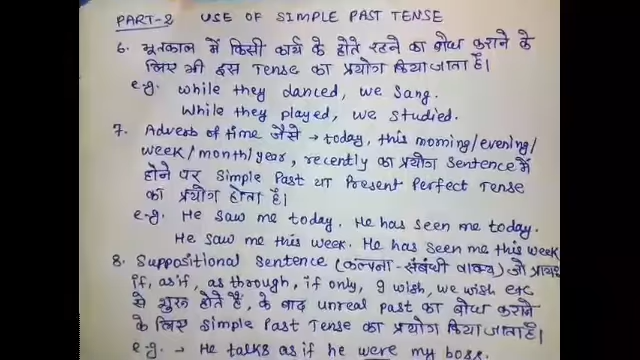 PART-2 USE OF SIMPLE PAST TENSE
6. भूतकाल में किसी कार्य के होते रहने का बोध कराने के
लिए भी इस Tense का प्रयोग किया जाता है।
e.g. While they danced, we sang.
While they played, we studied.
7. Adverb of time जैसे → today, this morning/evening/
week/month/year, recently का प्रयोग sentence में
होने पर Simple Past या Present Perfect Tense
का प्रयोग होता है।
e.g. He saw me today. He has seen me today.
He saw me this week. He has seen me this week
8. Suppositional Sentence (कल्पना-संबंधी वाक्य) जो प्रायः
if, as if, as through, if only, I wish, we wish etc
से शुरू होते हैं, के बाद unreal past का बोध कराने
के लिए simple Past Tense का प्रयोग किया जाता है।
e.g. → He talks as if he were my boss.